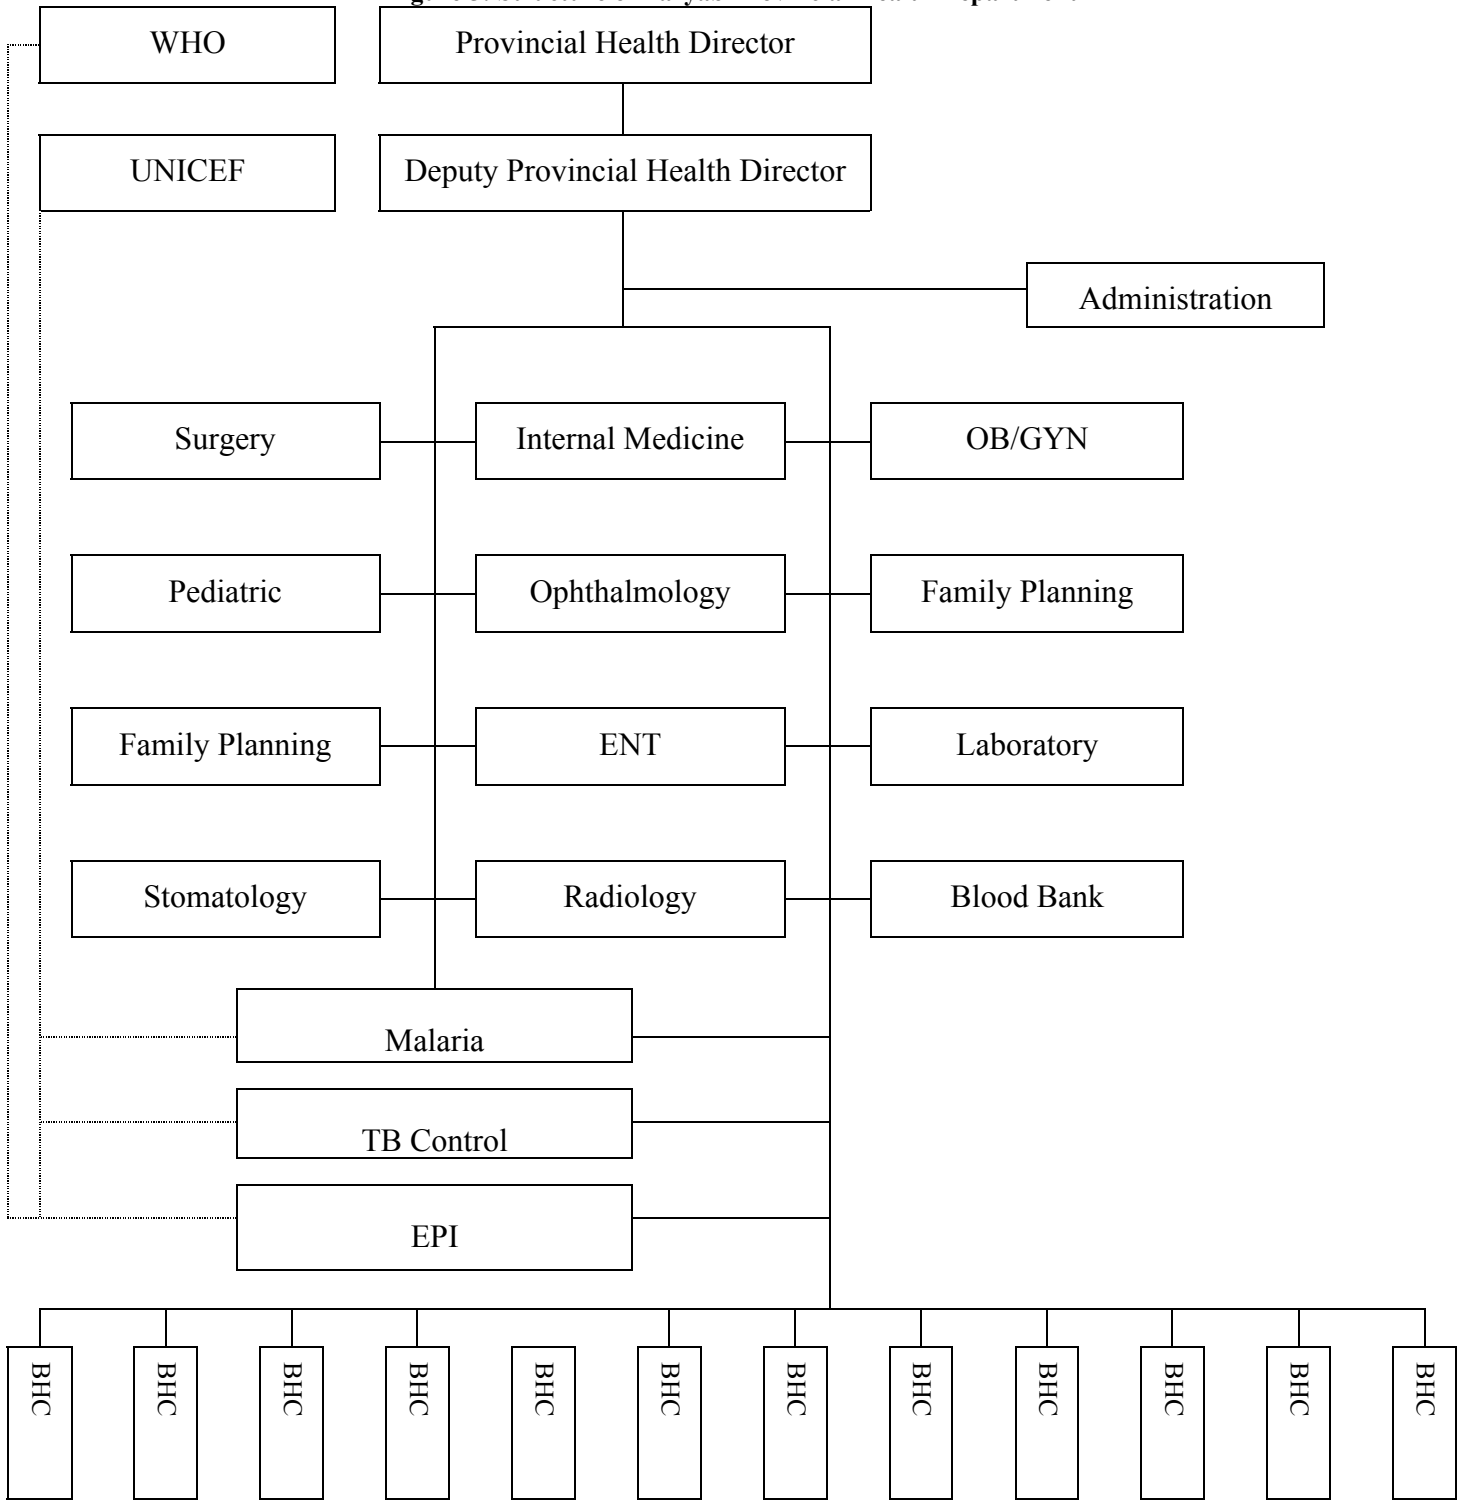 WHO
Provincial Health Director
UNICEF
Deputy Provincial Health Director
Administration
Surgery
Internal Medicine
OB/GYN
Pediatric
Ophthalmology
Family Planning
Family Planning
ENT
Laboratory
Stomatology
Radiology
Blood Bank
Malaria
TB Control
EPI
BHC
BHC
BHC
BHC
BHC
BHC
BHC
BHC
BHC
BHC
BHC
BHC